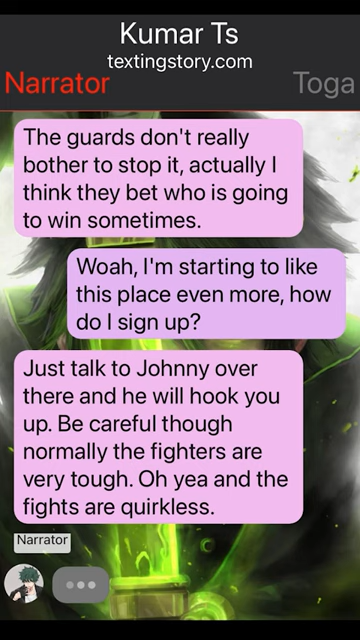 Kumar Ts
textingstory.com
Narrator Toga
The guards don't really
bother to stop it, actually I
think they bet who is going
to win sometimes.
Woah, I'm starting to like
this place even more, how
do I sign up?
Just talk to Johnny over
there and he will hook you
up. Be careful though
normally the fighters are
very tough. Oh yea and the
fights are quirkless.
Narrator